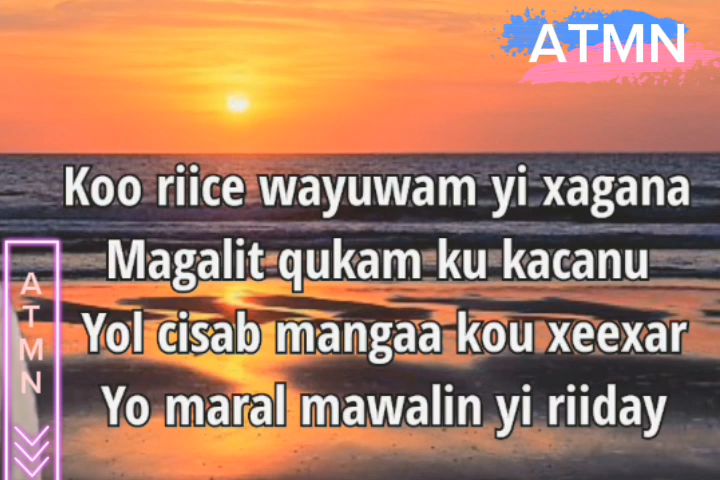 ATMN
Koo riice wayuwam yi xagana
Magalit qukam ku kacanu
Yol cisab mangaa kou xeexar
Yo maral mawalin yi riiday
ATMN